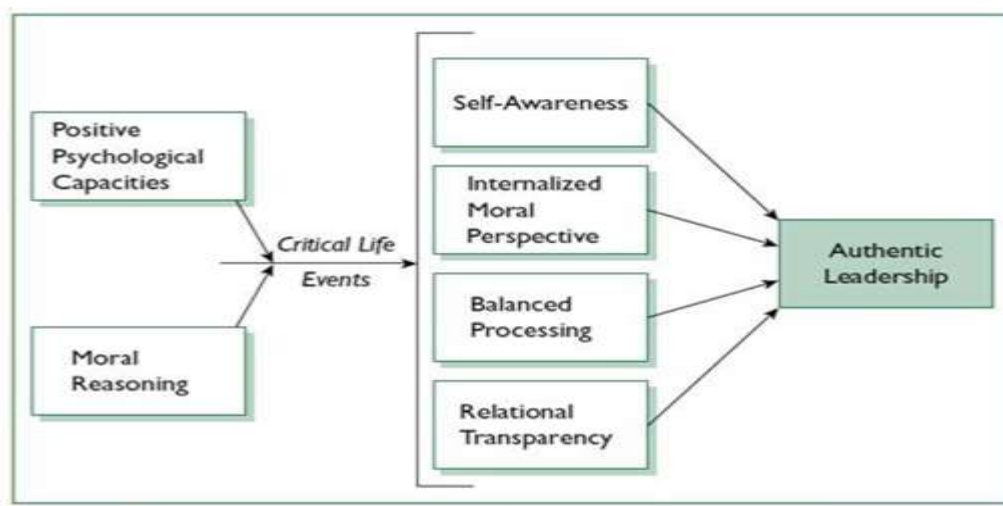 Positive
Psychological
Capacities
Moral
Reasoning
Critical Life
Events
Self-Awareness
Internalized
Moral
Perspective
Balanced
Processing
Relational
Transparency
Authentic
Leadership